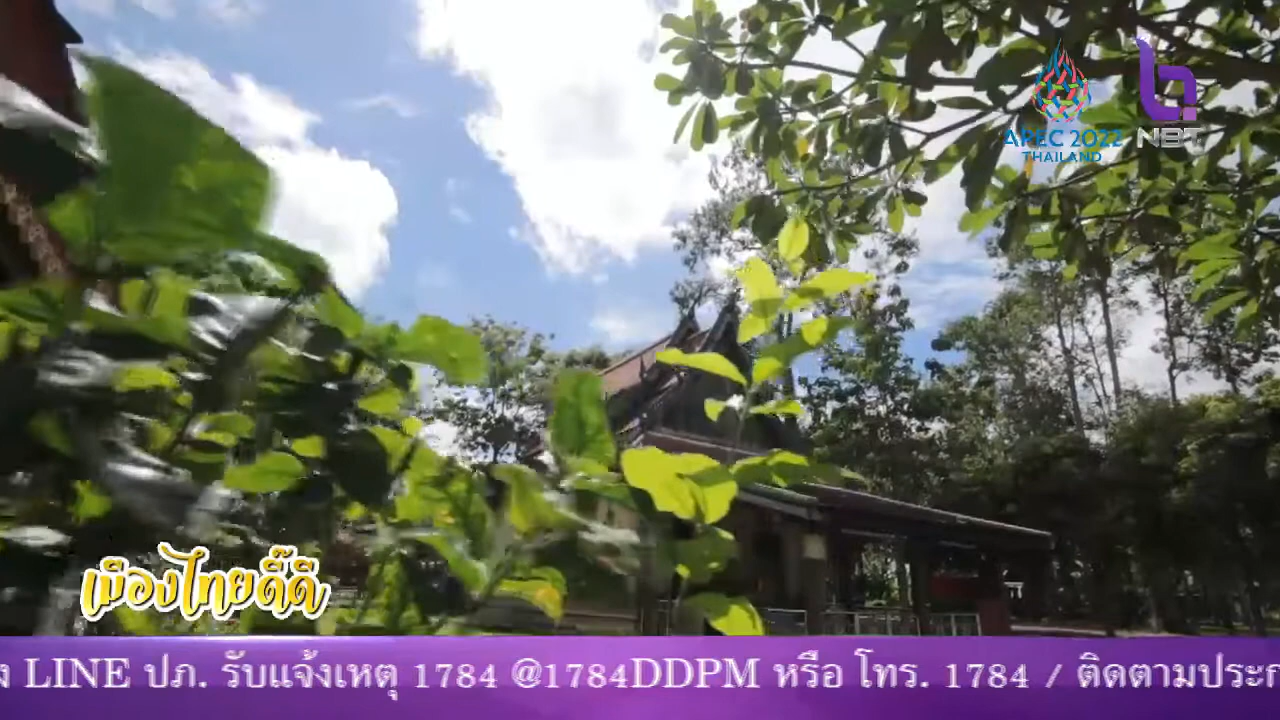 APEC 2022
THAILAND
NBT
เมืองไทยดี๊ดี
LINE ปภ. รับแจ้งเหตุ 1784 @1784DDPM หรือ โทร. 1784 / ติดตามประก